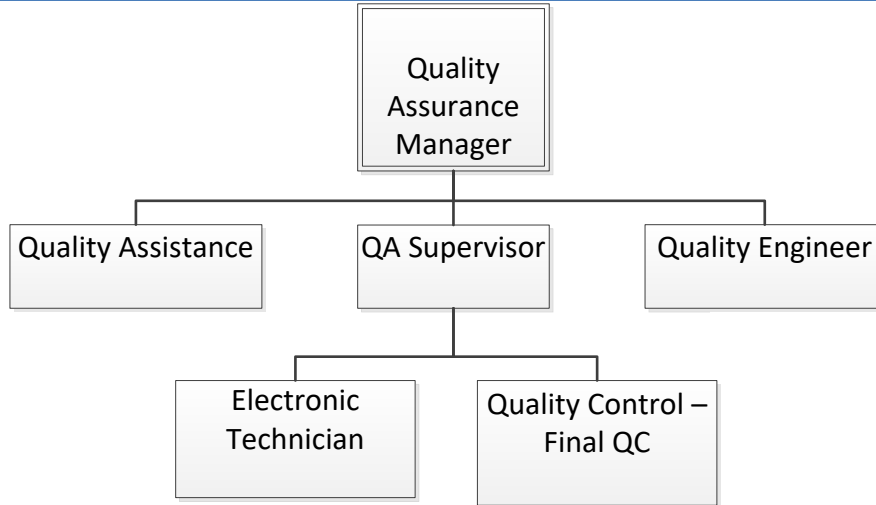 Quality
Assurance
Manager
Quality Assistance
QA Supervisor
Quality Engineer
Electronic
Technician
Quality Control –
Final QC